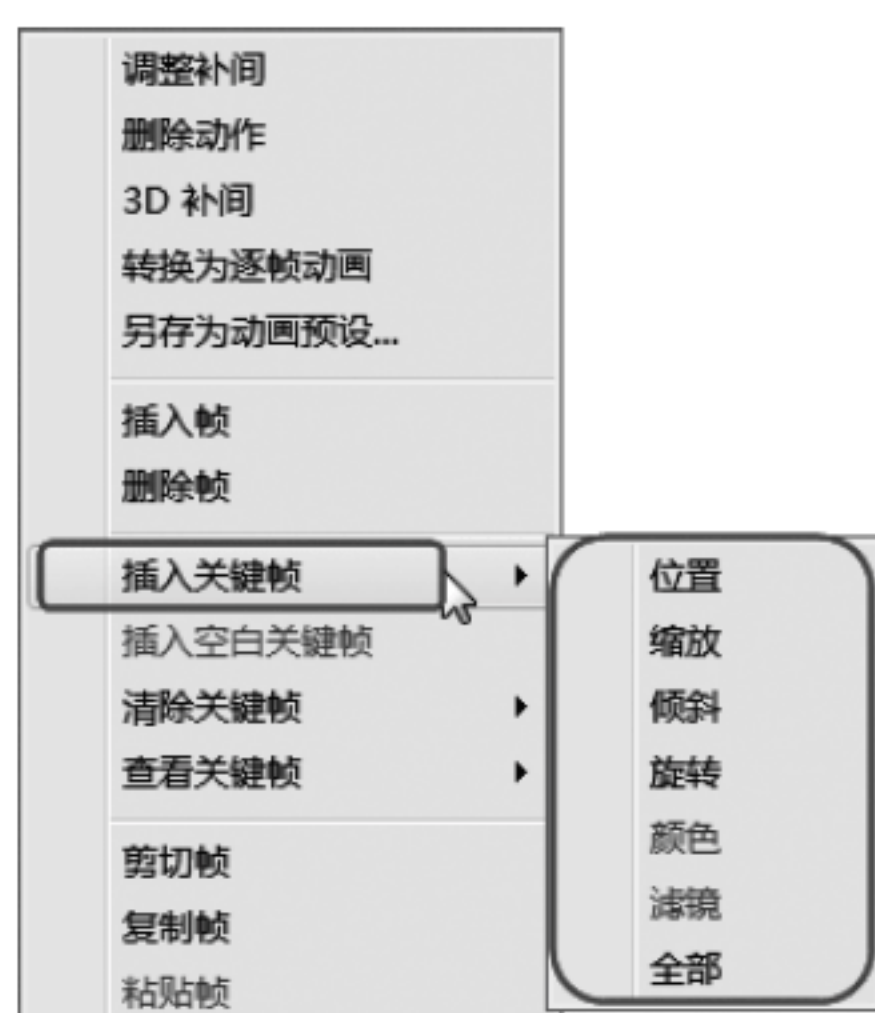 调整补间
删除动作
3D 补间
转换为逐帧动画
另存为动画预设...
插入帧
删除帧
插入关键帧
插入空白关键帧
清除关键帧
查看关键帧
剪切帧
复制帧
粘贴帧
位置
缩放
倾斜
旋转
颜色
滤镜
全部